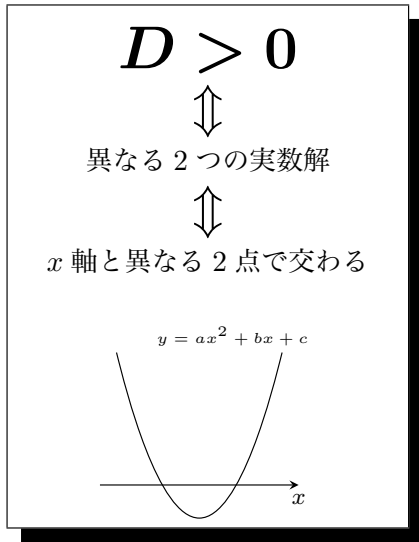 D > 0
⇕
異なる 2 つの実数解
⇕
x 軸と異なる 2 点で交わる
y = ax² + bx + c
x